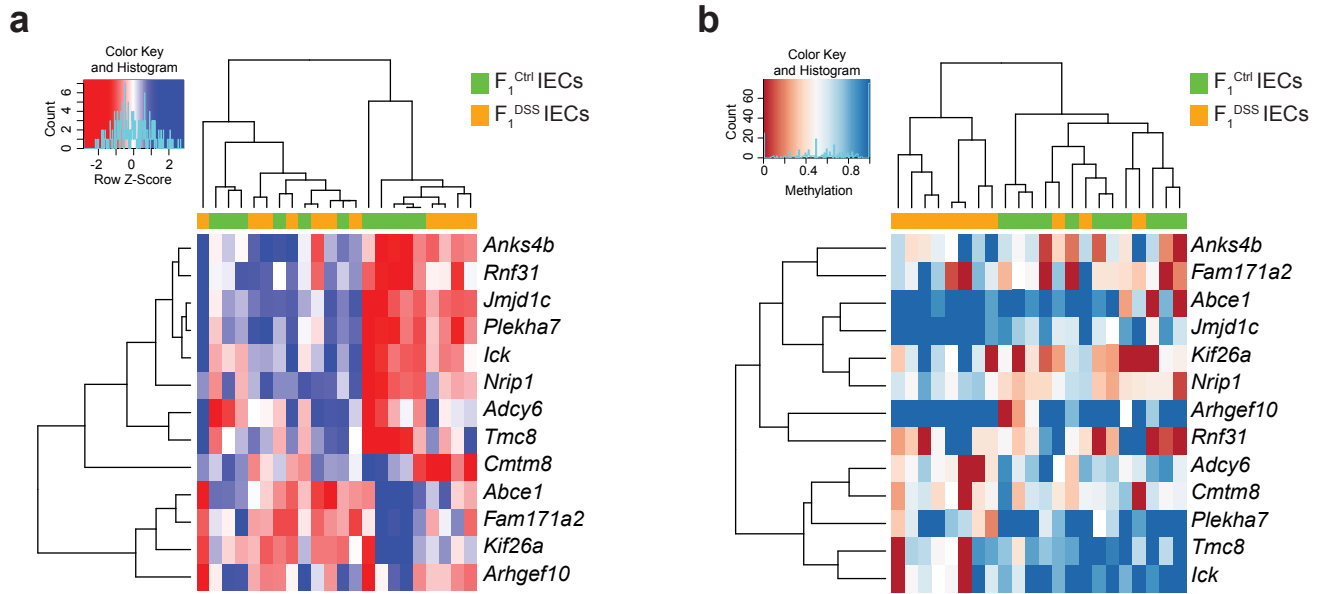 a
Color Key
and Histogram
Count
0 2 4 6
-2 0 2
Row Z-Score
F1Ctrl IECs
F1DSS IECs
Anks4b
Rnf31
Jmjd1c
Plekha7
Ick
Nrip1
Adcy6
Tmc8
Cmtm8
Abce1
Fam171a2
Kif26a
Arhgef10
b
Color Key
and Histogram
Count
0 20 40 60
0 0.4 0.8
Methylation
F1Ctrl IECs
F1DSS IECs
Anks4b
Fam171a2
Abce1
Jmjd1c
Kif26a
Nrip1
Arhgef10
Rnf31
Adcy6
Cmtm8
Plekha7
Tmc8
Ick